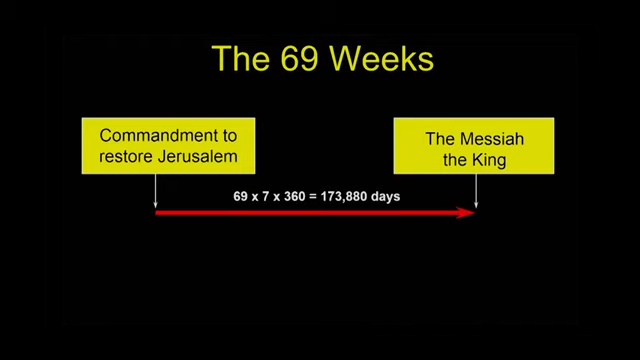 The 69 Weeks
Commandment to
restore Jerusalem
The Messiah
the King
69 x 7 x 360 = 173,880 days